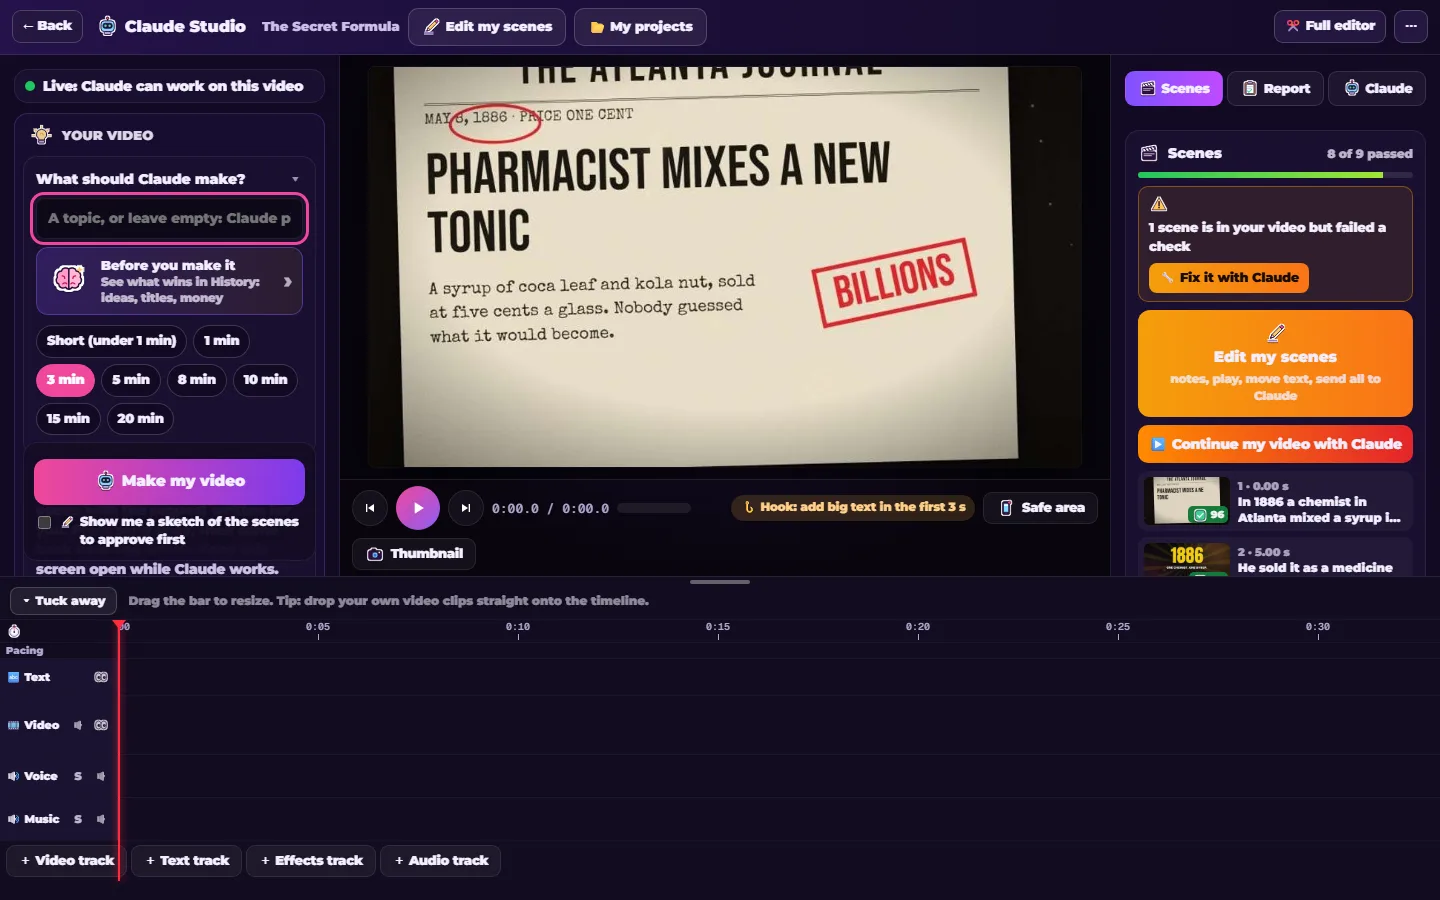 ← Back
Claude Studio
The Secret Formula
Edit my scenes
My projects
Full editor
Live: Claude can work on this video
YOUR VIDEO
What should Claude make?
A topic, or leave empty: Claude p
Before you make it
See what wins in History:
ideas, titles, money
Short (under 1 min)
1 min
3 min
5 min
8 min
10 min
15 min
20 min
Make my video
Show me a sketch of the scenes
to approve first
screen open while Claude works.
THE ATLANTA JOURNAL
MAY 8, 1886 · PRICE ONE CENT
PHARMACIST MIXES A NEW
TONIC
A syrup of coca leaf and kola nut, sold
at five cents a glass. Nobody guessed
what it would become.
BILLIONS
0:00.0 / 0:00.0
Hook: add big text in the first 3 s
Safe area
Thumbnail
Scenes
Report
Claude
Scenes
8 of 9 passed
1 scene is in your video but failed a
check
Fix it with Claude
Edit my scenes
notes, play, move text, send all to
Claude
Continue my video with Claude
96
1 • 0.00 s
In 1886 a chemist in
Atlanta mixed a syrup i...
1886
2 • 5.00 s
He sold it as a medicine
Tuck away
Drag the bar to resize. Tip: drop your own video clips straight onto the timeline.
0:05
0:10
0:15
0:20
0:25
0:30
Pacing
Text
CC
Video
CC
Voice
S
Music
S
+ Video track
+ Text track
+ Effects track
+ Audio track